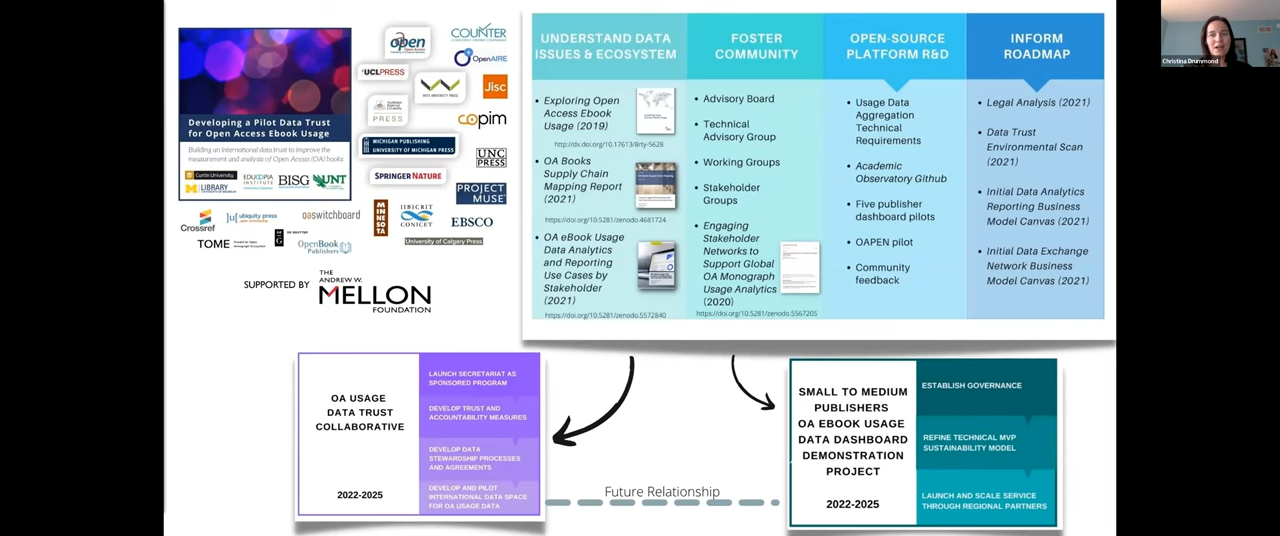 Developing a Pilot Data Trust
for Open Access Ebook Usage
Building an international data trust to improve the
measurement and analysis of Open Access (OA) books
Curtin University
EDUCOPIA
INSTITUTE
BISG
UNT
LIBRARY
open
COUNTER
OpenAIRE
UCLPRESS
WITS UNIVERSITY PRESS
Jisc
Australian
National
University
PRESS
copim
MICHIGAN PUBLISHING
UNIVERSITY OF MICHIGAN PRESS
UNC
PRESS
SPRINGER NATURE
PROJECT
MUSE
Crossref
ubiquity press
oaswitchboard
MINNESOTA
IBICRIT
CONICET
EBSCO
TOME
DE GRUYTER
OpenBook
Publishers
University of Calgary Press
SUPPORTED BY
THE
ANDREW W.
MELLON
FOUNDATION
UNDERSTAND DATA
ISSUES & ECOSYSTEM
• Exploring Open
Access Ebook
Usage (2019)
http://dx.doi.org/10.17613/8rty-5628
• OA Books
Supply Chain
Mapping Report
(2021)
https://doi.org/10.5281/zenodo.4681724
• OA eBook Usage
Data Analytics
and Reporting
Use Cases by
Stakeholder
(2021)
https://doi.org/10.5281/zenodo.5572840
FOSTER
COMMUNITY
• Advisory Board
• Technical
Advisory Group
• Working Groups
• Stakeholder
Groups
• Engaging
Stakeholder
Networks to
Support Global
OA Monograph
Usage Analytics
(2020)
https://doi.org/10.5281/zenodo.5567205
OPEN-SOURCE
PLATFORM R&D
• Usage Data
Aggregation
Technical
Requirements
• Academic
Observatory Github
• Five publisher
dashboard pilots
• OAPEN pilot
• Community
feedback
INFORM
ROADMAP
• Legal Analysis (2021)
• Data Trust
Environmental Scan
(2021)
• Initial Data Analytics
Reporting Business
Model Canvas (2021)
• Initial Data Exchange
Network Business
Model Canvas (2021)
Christina Drummond
OA USAGE
DATA TRUST
COLLABORATIVE
2022-2025
LAUNCH SECRETARIAT AS
SPONSORED PROGRAM
DEVELOP TRUST AND
ACCOUNTABILITY MEASURES
DEVELOP DATA
STEWARDSHIP PROCESSES
AND AGREEMENTS
DEVELOP AND PILOT
INTERNATIONAL DATA SPACE
FOR OA USAGE DATA
Future Relationship
SMALL TO MEDIUM
PUBLISHERS
OA EBOOK USAGE
DATA DASHBOARD
DEMONSTRATION
PROJECT
2022-2025
ESTABLISH GOVERNANCE
REFINE TECHNICAL MVP
SUSTAINABILITY MODEL
LAUNCH AND SCALE SERVICE
THROUGH REGIONAL PARTNERS